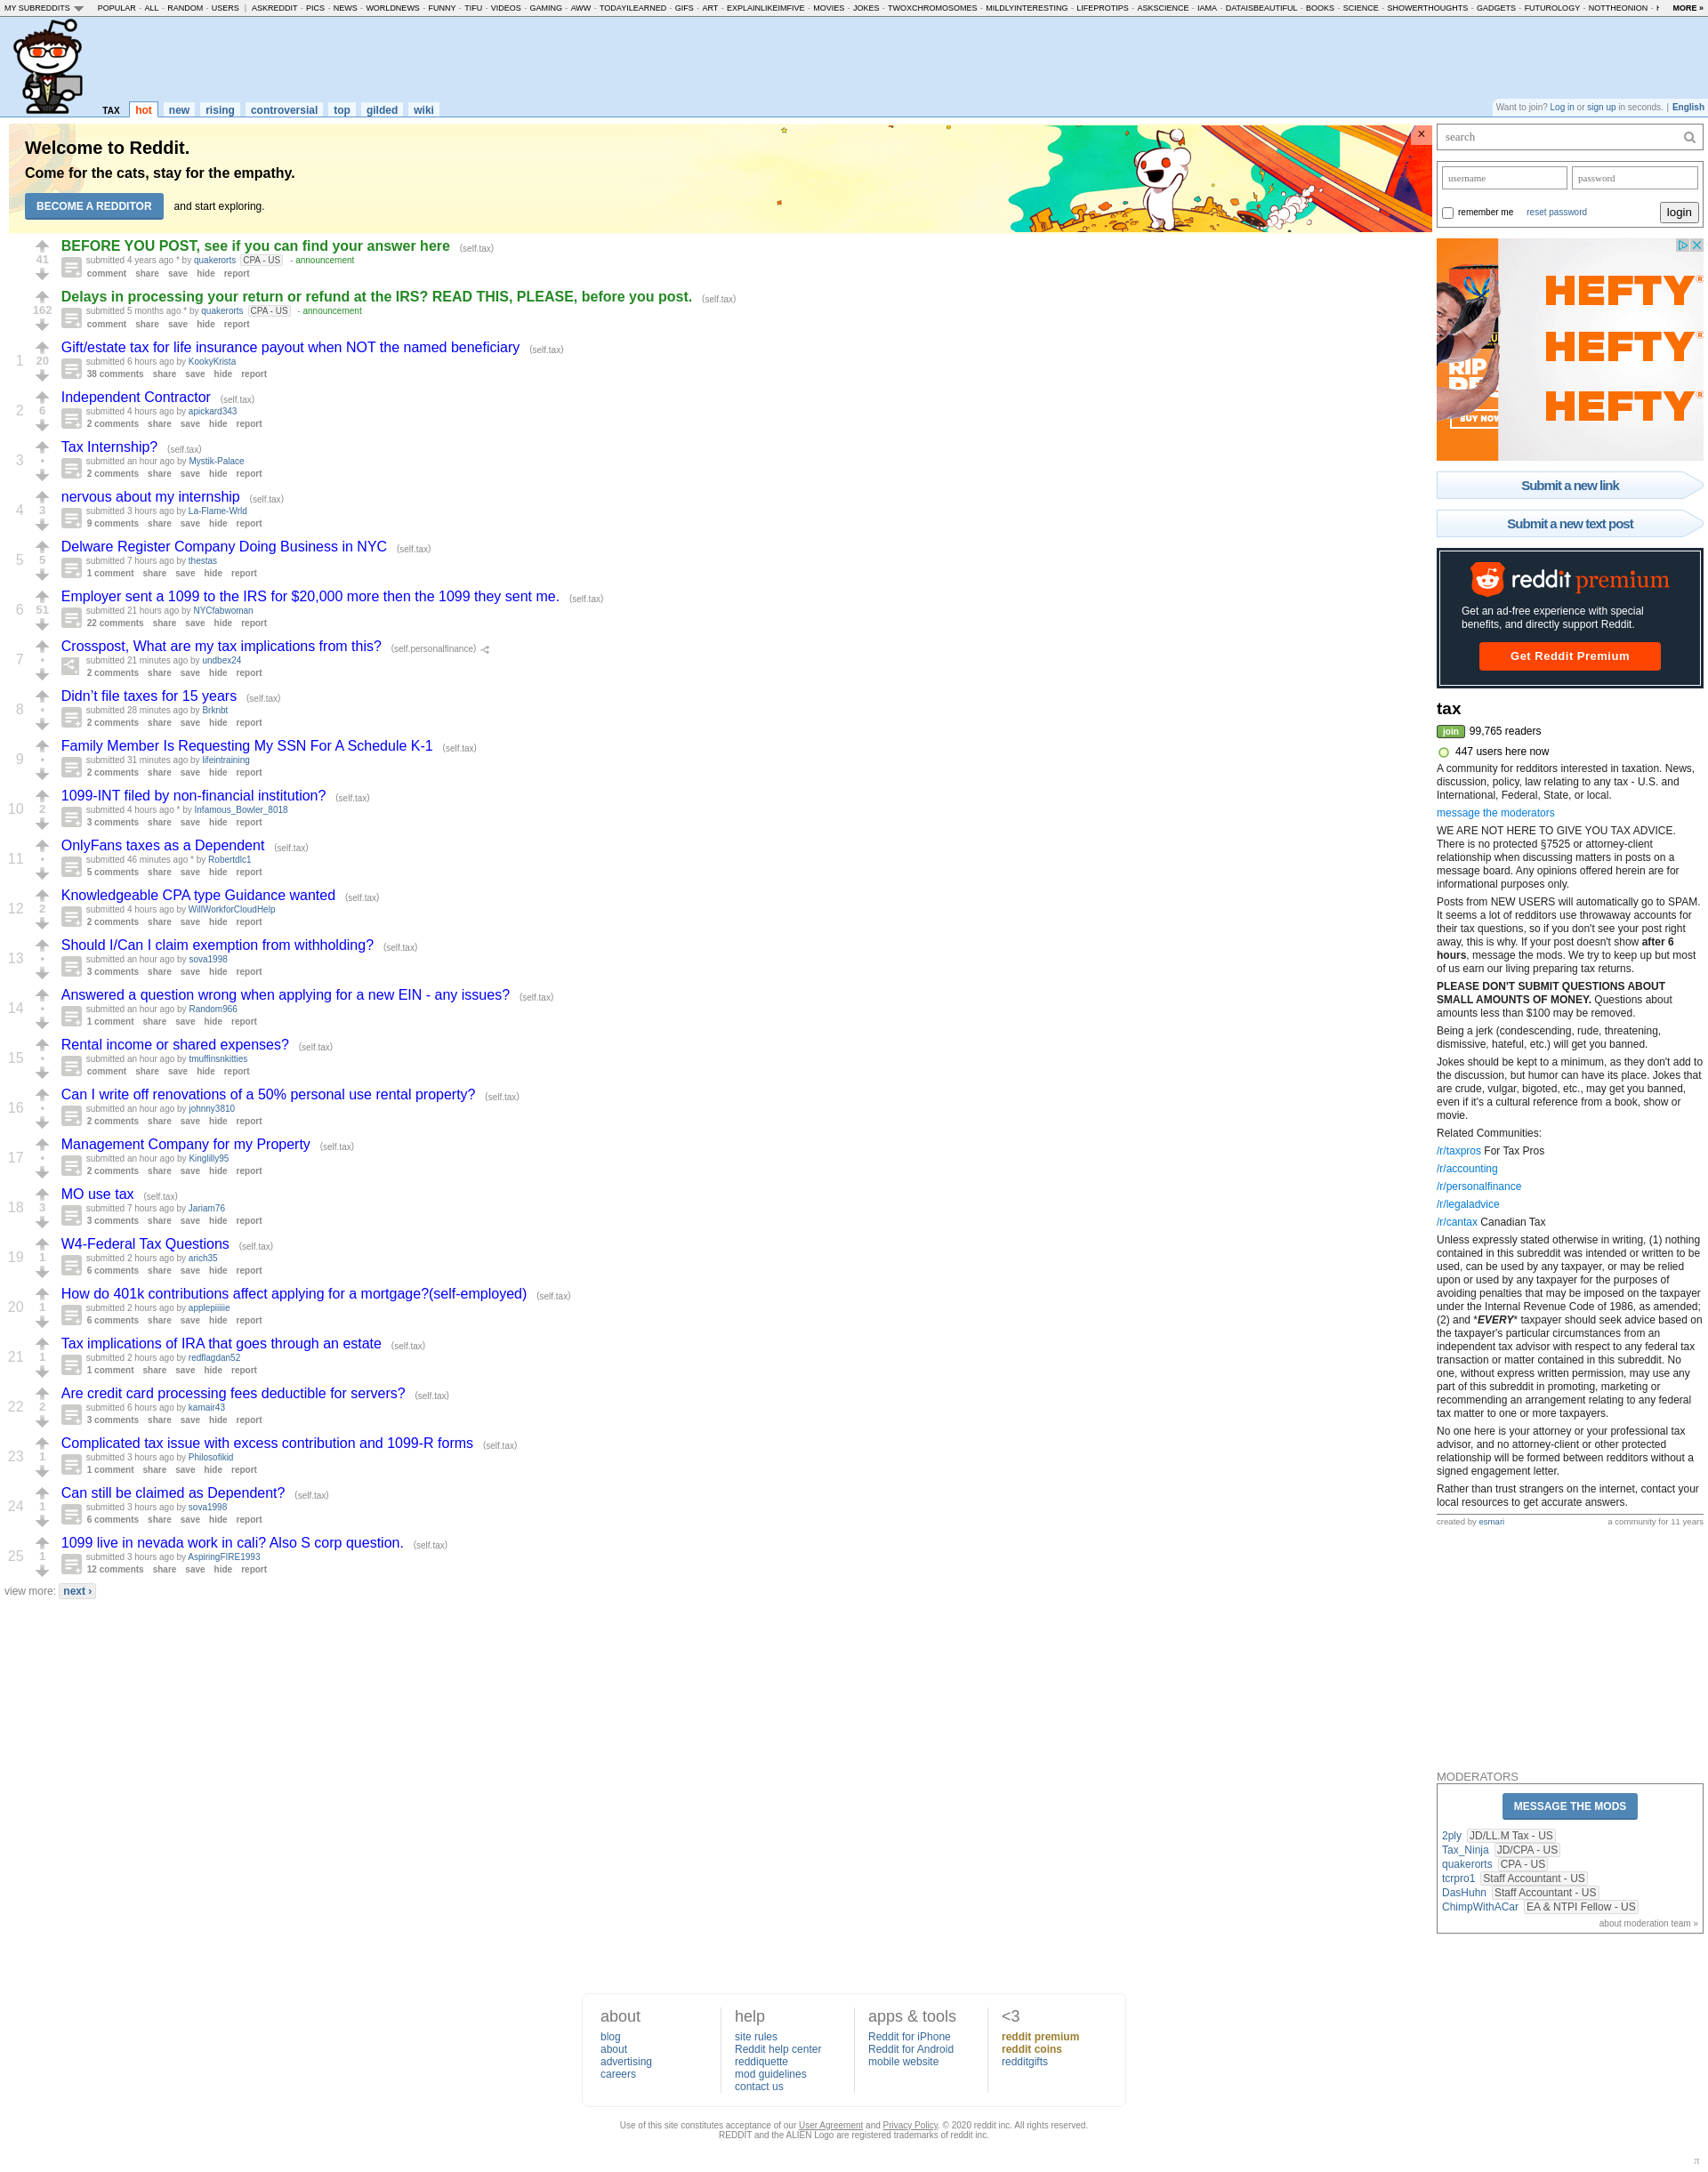 MY SUBREDDITS POPULAR - ALL - RANDOM - USERS | ASKREDDIT - PICS - NEWS - WORLDNEWS - FUNNY - TIFU - VIDEOS - GAMING - AWW - TODAYILEARNED - GIFS - ART - EXPLAINLIKEIMFIVE - MOVIES - JOKES - TWOXCHROMOSOMES - MILDLYINTERESTING - LIFEPROTIPS - ASKSCIENCE - IAMA - DATAISBEAUTIFUL - BOOKS - SCIENCE - SHOWERTHOUGHTS - GADGETS - FUTUROLOGY - NOTTHEONION - MORE »
TAX hot new rising controversial top gilded wiki
Want to join? Log in or sign up in seconds. | English
Welcome to Reddit.
Come for the cats, stay for the empathy.
BECOME A REDDITOR and start exploring.
×
BEFORE YOU POST, see if you can find your answer here (self.tax)
41
submitted 4 years ago * by quakerorts CPA - US - announcement
comment share save hide report
Delays in processing your return or refund at the IRS? READ THIS, PLEASE, before you post. (self.tax)
162
submitted 5 months ago * by quakerorts CPA - US - announcement
comment share save hide report
Gift/estate tax for life insurance payout when NOT the named beneficiary (self.tax)
1 20
submitted 6 hours ago by KookyKrista
38 comments share save hide report
Independent Contractor (self.tax)
2 6
submitted 4 hours ago by apickard343
2 comments share save hide report
Tax Internship? (self.tax)
3 •
submitted an hour ago by Mystik-Palace
2 comments share save hide report
nervous about my internship (self.tax)
4 3
submitted 3 hours ago by La-Flame-Wrld
9 comments share save hide report
Delware Register Company Doing Business in NYC (self.tax)
5 5
submitted 7 hours ago by thestas
1 comment share save hide report
Employer sent a 1099 to the IRS for $20,000 more then the 1099 they sent me. (self.tax)
6 51
submitted 21 hours ago by NYCfabwoman
22 comments share save hide report
Crosspost, What are my tax implications from this? (self.personalfinance)
7 •
submitted 21 minutes ago by undbex24
2 comments share save hide report
Didn’t file taxes for 15 years (self.tax)
8 •
submitted 28 minutes ago by Brknbt
2 comments share save hide report
Family Member Is Requesting My SSN For A Schedule K-1 (self.tax)
9 •
submitted 31 minutes ago by lifeintraining
2 comments share save hide report
1099-INT filed by non-financial institution? (self.tax)
10 2
submitted 4 hours ago * by Infamous_Bowler_8018
3 comments share save hide report
OnlyFans taxes as a Dependent (self.tax)
11 •
submitted 46 minutes ago * by Robertdlc1
5 comments share save hide report
Knowledgeable CPA type Guidance wanted (self.tax)
12 2
submitted 4 hours ago by WillWorkforCloudHelp
2 comments share save hide report
Should I/Can I claim exemption from withholding? (self.tax)
13 •
submitted an hour ago by sova1998
3 comments share save hide report
Answered a question wrong when applying for a new EIN - any issues? (self.tax)
14 •
submitted an hour ago by Random966
1 comment share save hide report
Rental income or shared expenses? (self.tax)
15 •
submitted an hour ago by tmuffinsnkitties
comment share save hide report
Can I write off renovations of a 50% personal use rental property? (self.tax)
16 •
submitted an hour ago by johnny3810
2 comments share save hide report
Management Company for my Property (self.tax)
17 •
submitted an hour ago by Kinglilly95
2 comments share save hide report
MO use tax (self.tax)
18 3
submitted 7 hours ago by Jariam76
3 comments share save hide report
W4-Federal Tax Questions (self.tax)
19 1
submitted 2 hours ago by arich35
6 comments share save hide report
How do 401k contributions affect applying for a mortgage?(self-employed) (self.tax)
20 1
submitted 2 hours ago by applepiiiiie
6 comments share save hide report
Tax implications of IRA that goes through an estate (self.tax)
21 1
submitted 2 hours ago by redflagdan52
1 comment share save hide report
Are credit card processing fees deductible for servers? (self.tax)
22 2
submitted 6 hours ago by kamair43
3 comments share save hide report
Complicated tax issue with excess contribution and 1099-R forms (self.tax)
23 1
submitted 3 hours ago by Philosofikid
1 comment share save hide report
Can still be claimed as Dependent? (self.tax)
24 1
submitted 3 hours ago by sova1998
6 comments share save hide report
1099 live in nevada work in cali? Also S corp question. (self.tax)
25 1
submitted 3 hours ago by AspiringFIRE1993
12 comments share save hide report
view more: next ›
search
username password
remember me reset password login
HEFTY®
HEFTY®
HEFTY®
RIP
BUY NOW
Submit a new link
Submit a new text post
reddit premium
Get an ad-free experience with special
benefits, and directly support Reddit.
Get Reddit Premium
tax
join 99,765 readers
447 users here now
A community for redditors interested in taxation. News,
discussion, policy, law relating to any tax - U.S. and
International, Federal, State, or local.
message the moderators
WE ARE NOT HERE TO GIVE YOU TAX ADVICE.
There is no protected §7525 or attorney-client
relationship when discussing matters in posts on a
message board. Any opinions offered herein are for
informational purposes only.
Posts from NEW USERS will automatically go to SPAM.
It seems a lot of redditors use throwaway accounts for
their tax questions, so if you don't see your post right
away, this is why. If your post doesn't show after 6
hours, message the mods. We try to keep up but most
of us earn our living preparing tax returns.
PLEASE DON'T SUBMIT QUESTIONS ABOUT
SMALL AMOUNTS OF MONEY. Questions about
amounts less than $100 may be removed.
Being a jerk (condescending, rude, threatening,
dismissive, hateful, etc.) will get you banned.
Jokes should be kept to a minimum, as they don't add to
the discussion, but humor can have its place. Jokes that
are crude, vulgar, bigoted, etc., may get you banned,
even if it's a cultural reference from a book, show or
movie.
Related Communities:
/r/taxpros For Tax Pros
/r/accounting
/r/personalfinance
/r/legaladvice
/r/cantax Canadian Tax
Unless expressly stated otherwise in writing, (1) nothing
contained in this subreddit was intended or written to be
used, can be used by any taxpayer, or may be relied
upon or used by any taxpayer for the purposes of
avoiding penalties that may be imposed on the taxpayer
under the Internal Revenue Code of 1986, as amended;
(2) and *EVERY* taxpayer should seek advice based on
the taxpayer's particular circumstances from an
independent tax advisor with respect to any federal tax
transaction or matter contained in this subreddit. No
one, without express written permission, may use any
part of this subreddit in promoting, marketing or
recommending an arrangement relating to any federal
tax matter to one or more taxpayers.
No one here is your attorney or your professional tax
advisor, and no attorney-client or other protected
relationship will be formed between redditors without a
signed engagement letter.
Rather than trust strangers on the internet, contact your
local resources to get accurate answers.
created by esmari a community for 11 years
MODERATORS
MESSAGE THE MODS
2ply JD/LL.M Tax - US
Tax_Ninja JD/CPA - US
quakerorts CPA - US
tcrpro1 Staff Accountant - US
DasHuhn Staff Accountant - US
ChimpWithACar EA & NTPI Fellow - US
about moderation team »
about
blog
about
advertising
careers
help
site rules
Reddit help center
reddiquette
mod guidelines
contact us
apps & tools
Reddit for iPhone
Reddit for Android
mobile website
<3
reddit premium
reddit coins
redditgifts
Use of this site constitutes acceptance of our User Agreement and Privacy Policy. © 2020 reddit inc. All rights reserved.
REDDIT and the ALIEN Logo are registered trademarks of reddit inc.
π